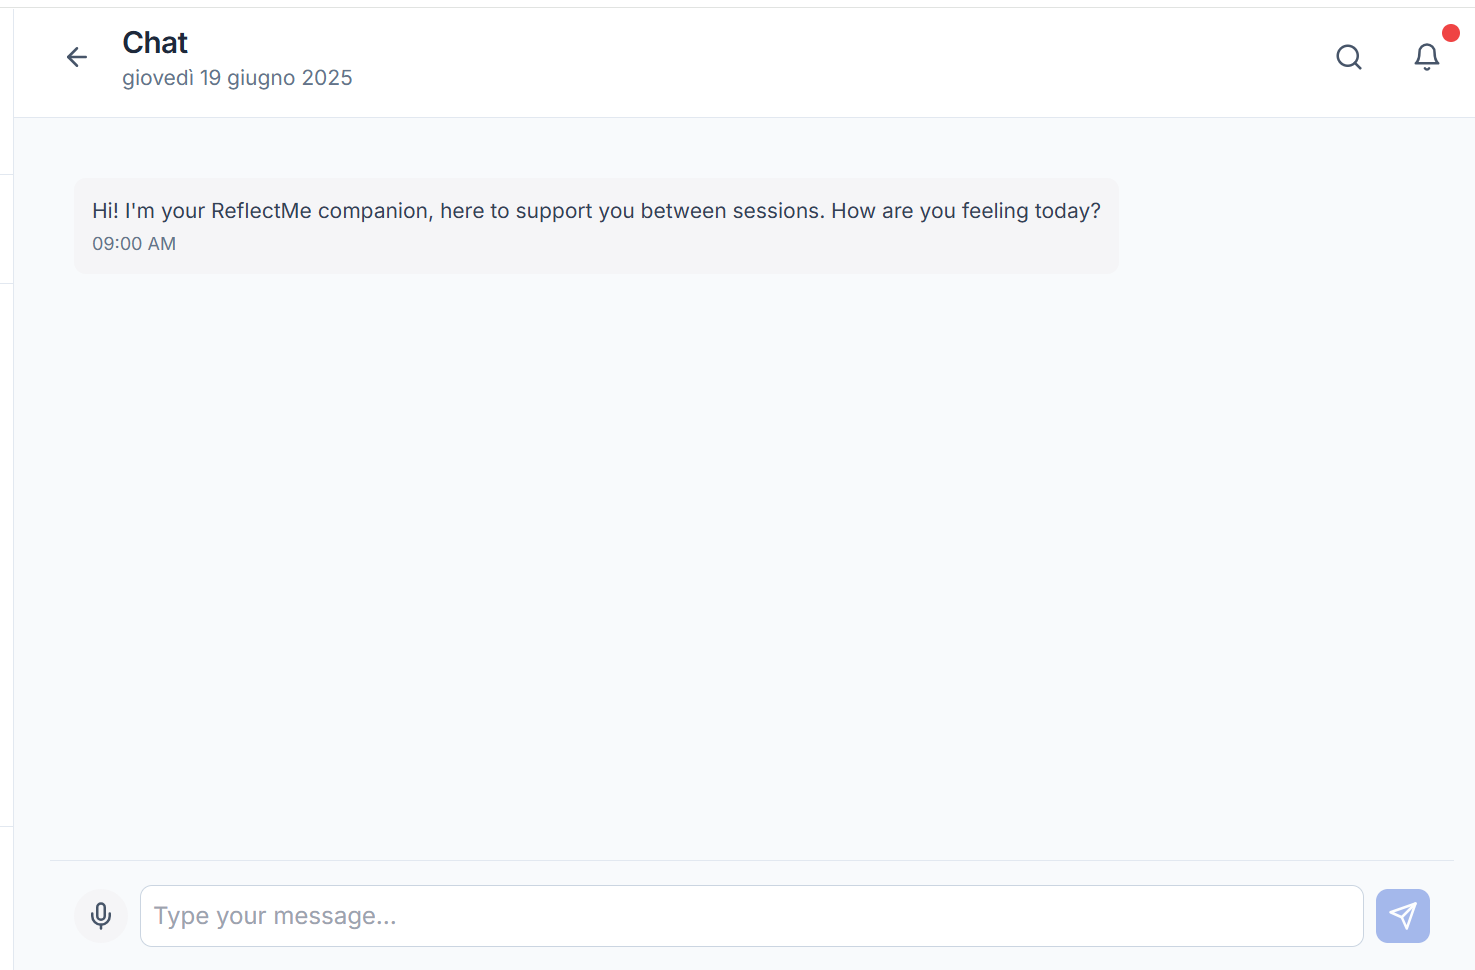 Chat
giovedì 19 giugno 2025
Hi! I'm your ReflectMe companion, here to support you between sessions. How are you feeling today?
09:00 AM
Type your message...